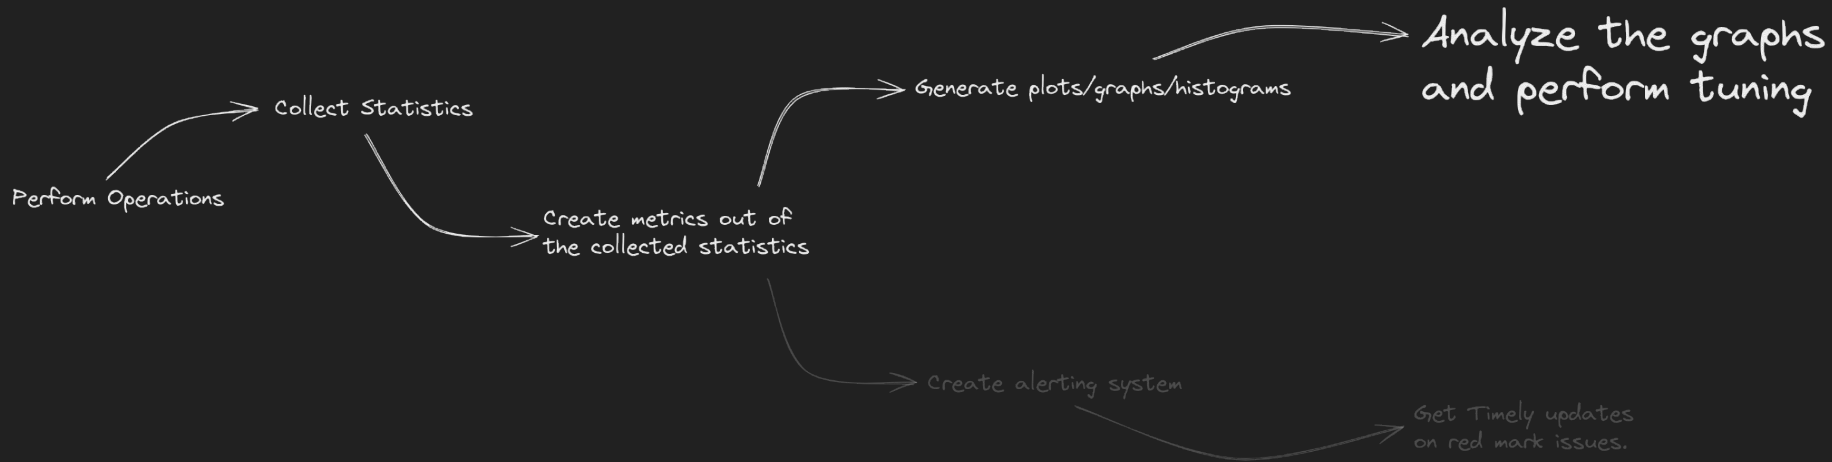 Perform Operations
Collect Statistics
Create metrics out of
the collected statistics
Generate plots/graphs/histograms
Analyze the graphs
and perform tuning
Create alerting system
Get Timely updates
on red mark issues.